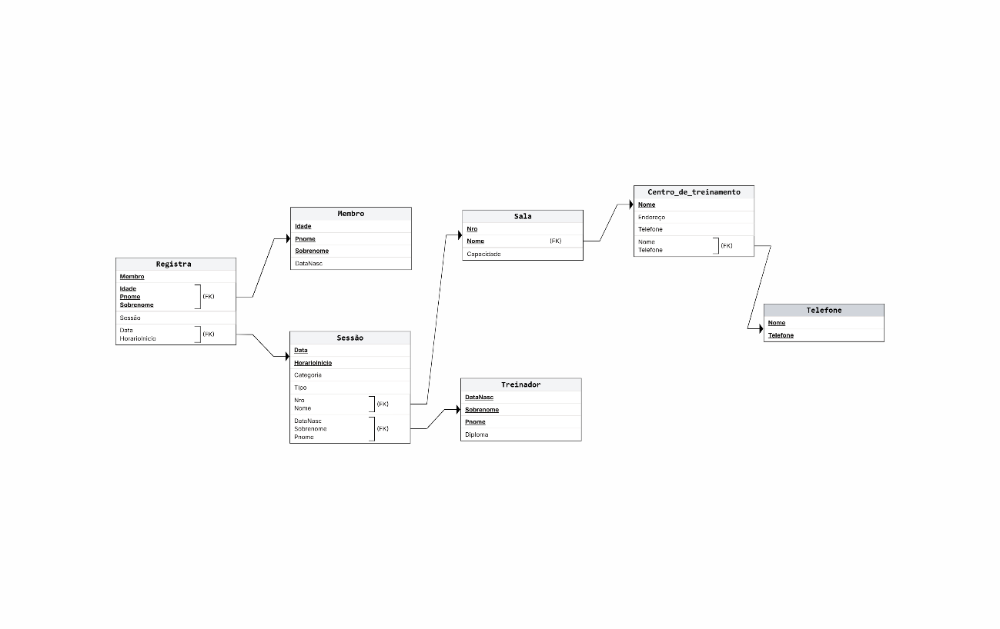 Centro_de_treinamento
Nome
Endereço
Telefone
Nome
Telefone
(FK)
Membro
Idade
Pnome
Sobrenome
DataNasc
Sala
Nro
Nome (FK)
Capacidade
Registra
Membro
Idade
Pnome
Sobrenome
(FK)
Sessão
Data
HorarioInicio
(FK)
Telefone
Nome
Telefone
Sessão
Data
HorarioInicio
Categoria
Tipo
Nro
Nome
(FK)
DataNasc
Sobrenome
Pnome
(FK)
Treinador
DataNasc
Sobrenome
Pnome
Diploma